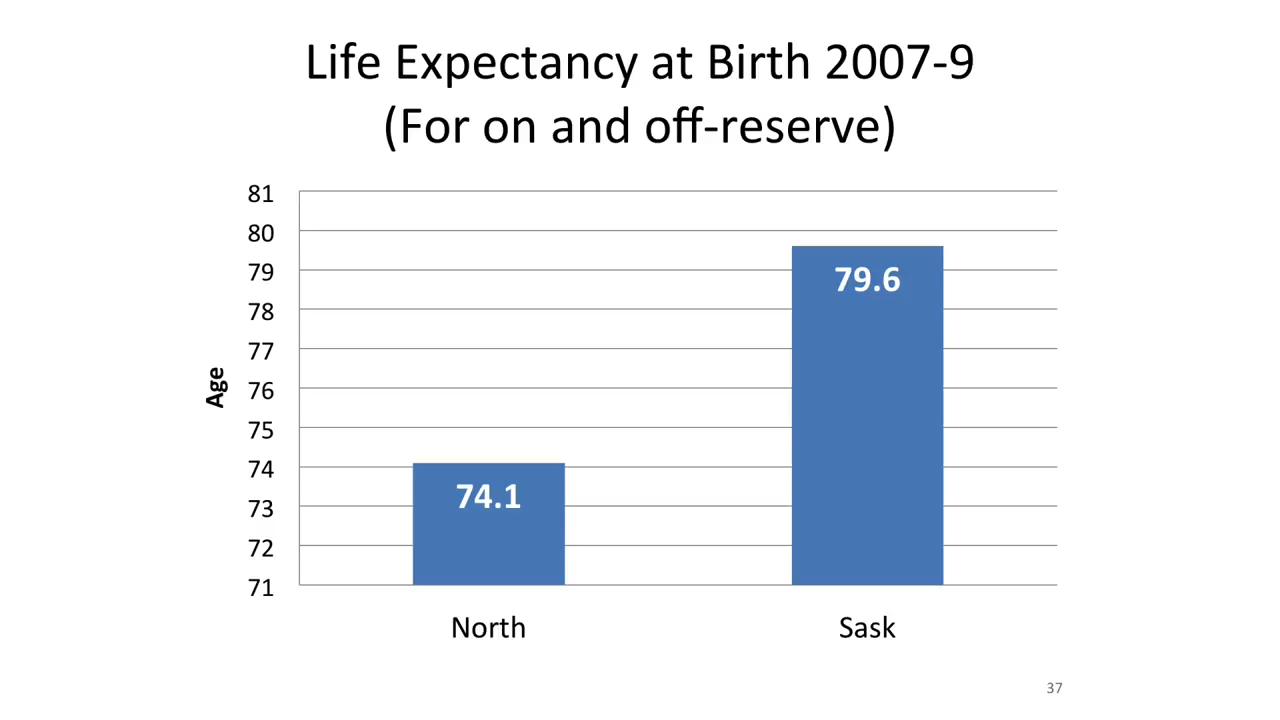 Life Expectancy at Birth 2007-9
(For on and off-reserve)
81
80
79
78
77
76
75
74
73
72
71
Age
79.6
74.1
North
Sask
37